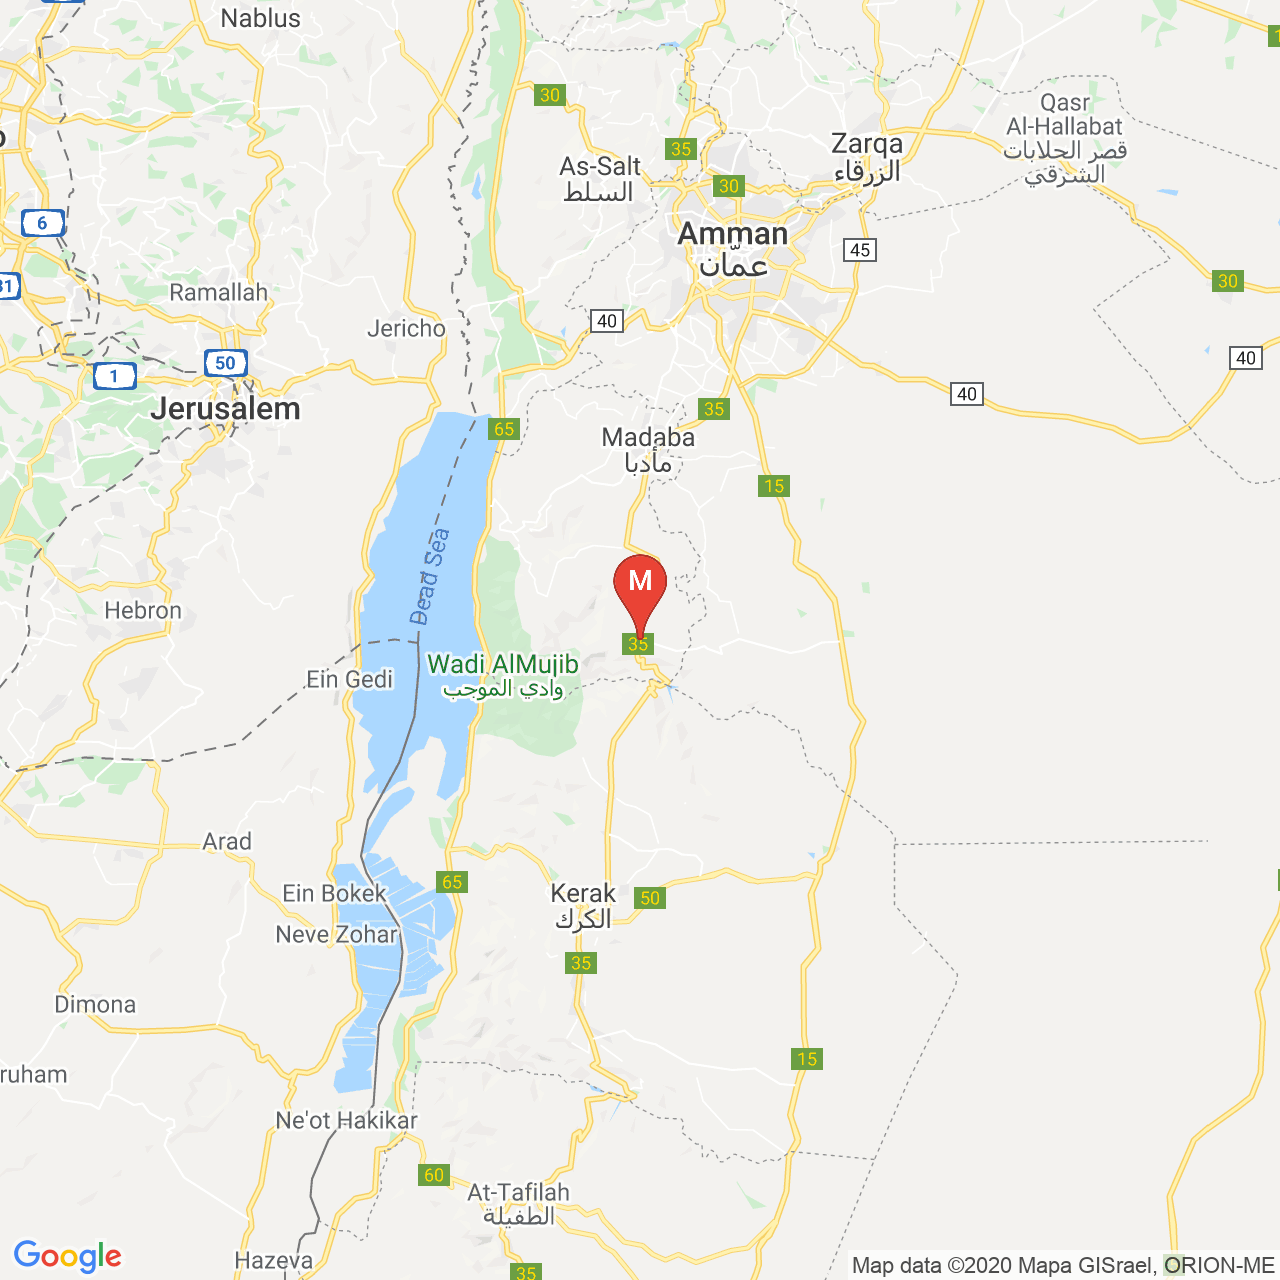 Nablus
30
35
As-Salt
السلط
30
Zarqa
الزرقاء
Qasr
Al-Hallabat
قصر الحلابات
الشرقي
6
Amman
عمّان
45
31
Ramallah
30
Jericho
40
40
50
1
40
Jerusalem
35
65
Madaba
مأدبا
15
Dead Sea
M
Hebron
35
Wadi AlMujib
وادي الموجب
Ein Gedi
Arad
65
Ein Bokek
Kerak
الكرك
50
Neve Zohar
35
Dimona
15
ruham
Ne'ot Hakikar
60
At-Tafilah
الطفيلة
Hazeva
35
Google
Map data ©2020 Mapa GISrael, ORION-ME